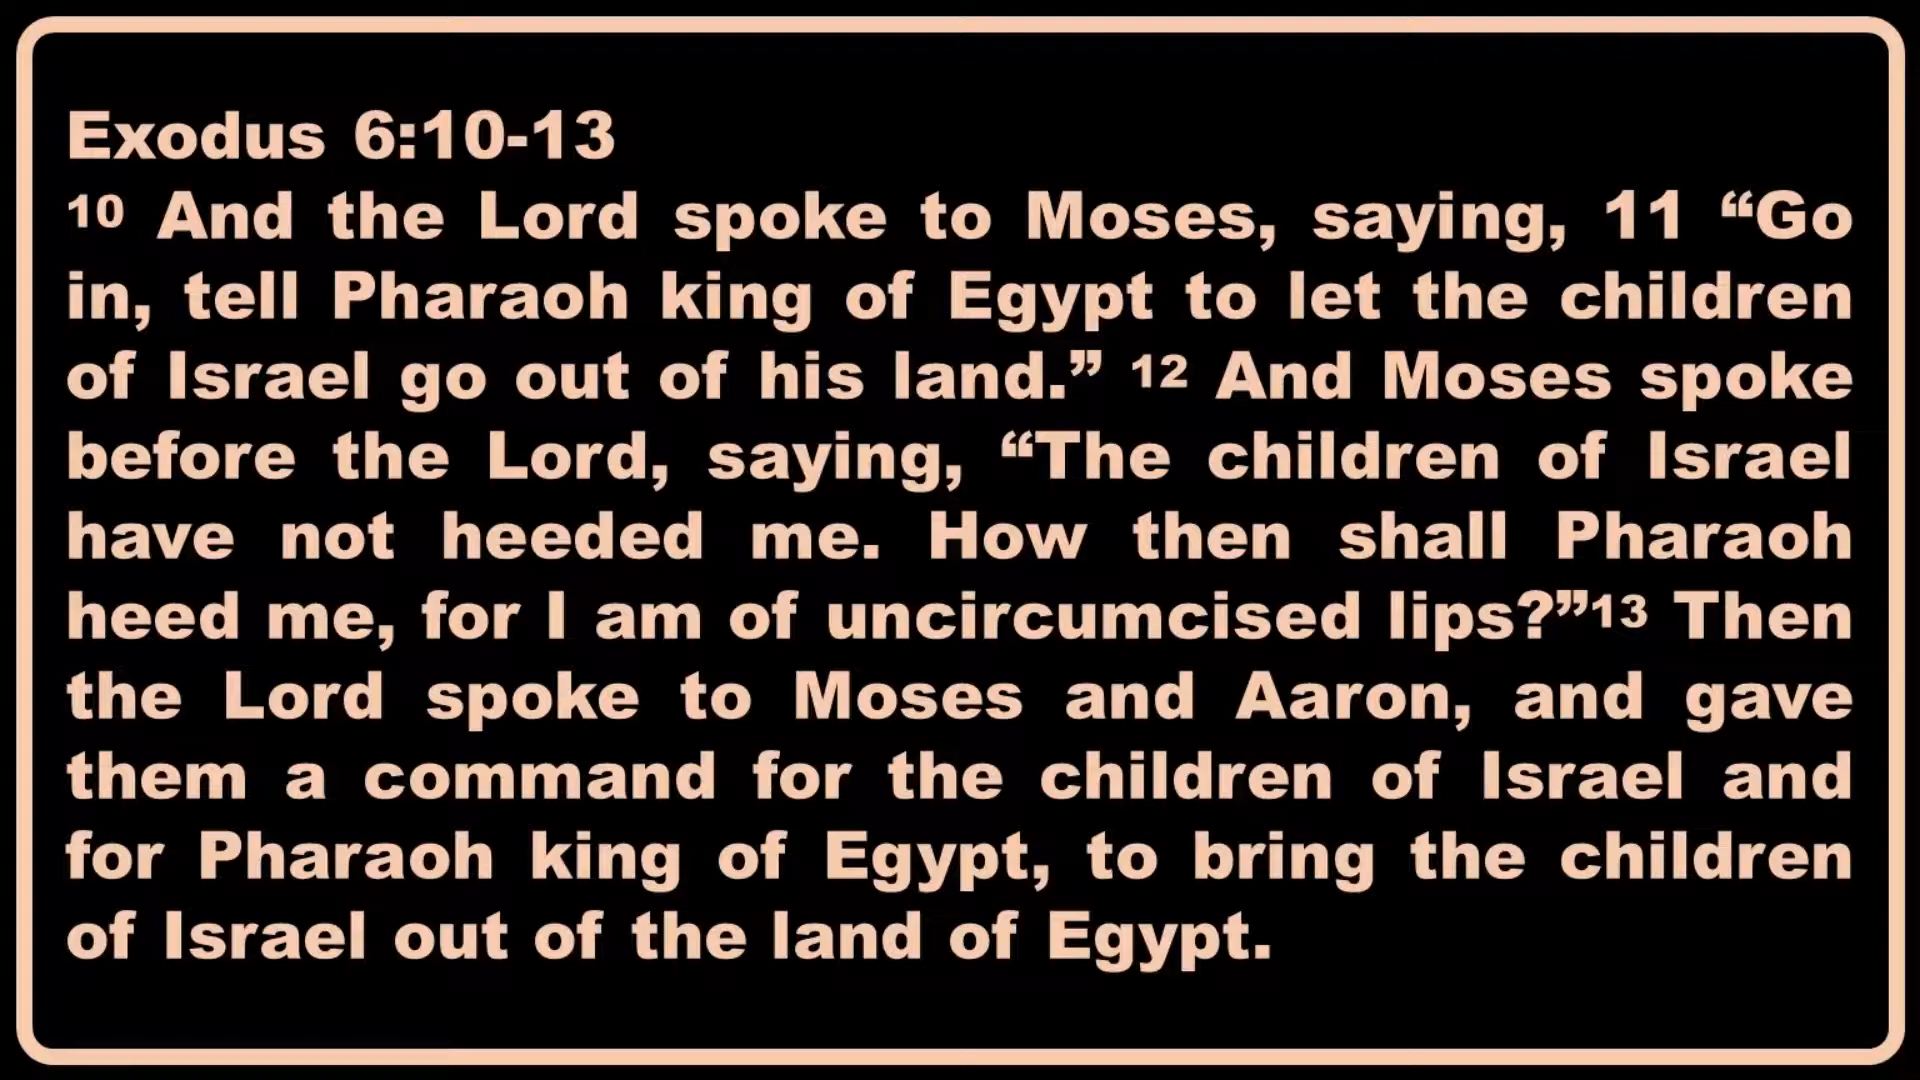 Exodus 6:10-13
10 And the Lord spoke to Moses, saying, 11 “Go
in, tell Pharaoh king of Egypt to let the children
of Israel go out of his land.” 12 And Moses spoke
before the Lord, saying, “The children of Israel
have not heeded me. How then shall Pharaoh
heed me, for I am of uncircumcised lips?”13 Then
the Lord spoke to Moses and Aaron, and gave
them a command for the children of Israel and
for Pharaoh king of Egypt, to bring the children
of Israel out of the land of Egypt.